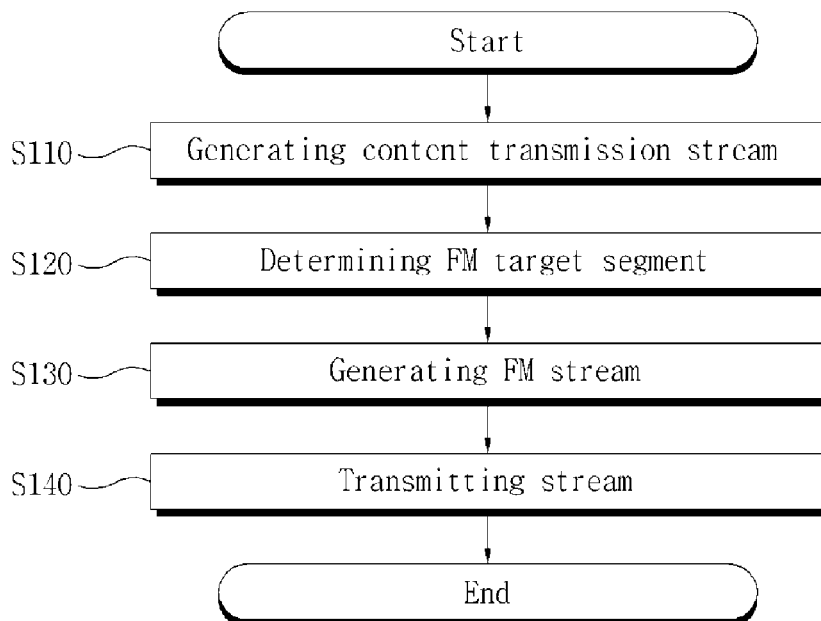 Start
S110 Generating content transmission stream
S120 Determining FM target segment
S130 Generating FM stream
S140 Transmitting stream
End